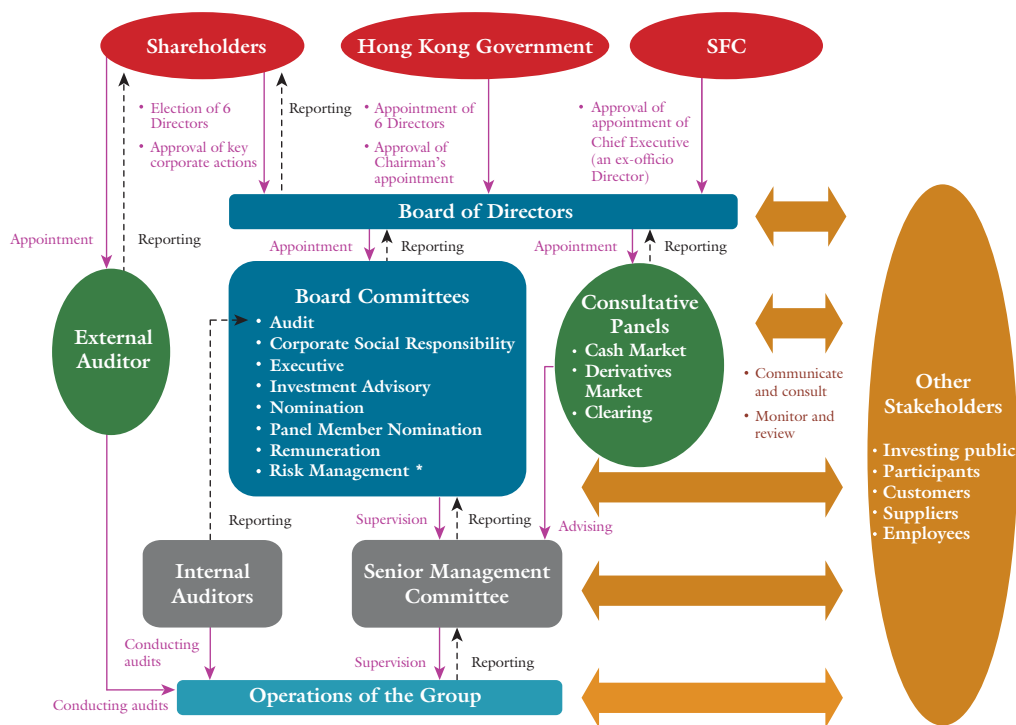 Shareholders
Hong Kong Government
SFC
• Election of 6
Directors
• Approval of key
corporate actions
Reporting
• Appointment of
6 Directors
• Approval of
Chairman's
appointment
• Approval of
appointment of
Chief Executive
(an ex-officio
Director)
Board of Directors
Appointment
Reporting
Appointment
Reporting
Appointment
Reporting
External
Auditor
Board Committees
• Audit
• Corporate Social Responsibility
• Executive
• Investment Advisory
• Nomination
• Panel Member Nomination
• Remuneration
• Risk Management *
Consultative
Panels
• Cash Market
• Derivatives
Market
• Clearing
• Communicate
and consult
• Monitor and
review
Other
Stakeholders
• Investing public
• Participants
• Customers
• Suppliers
• Employees
Reporting
Supervision
Reporting
Advising
Internal
Auditors
Senior Management
Committee
Conducting
audits
Supervision
Reporting
Conducting audits
Operations of the Group